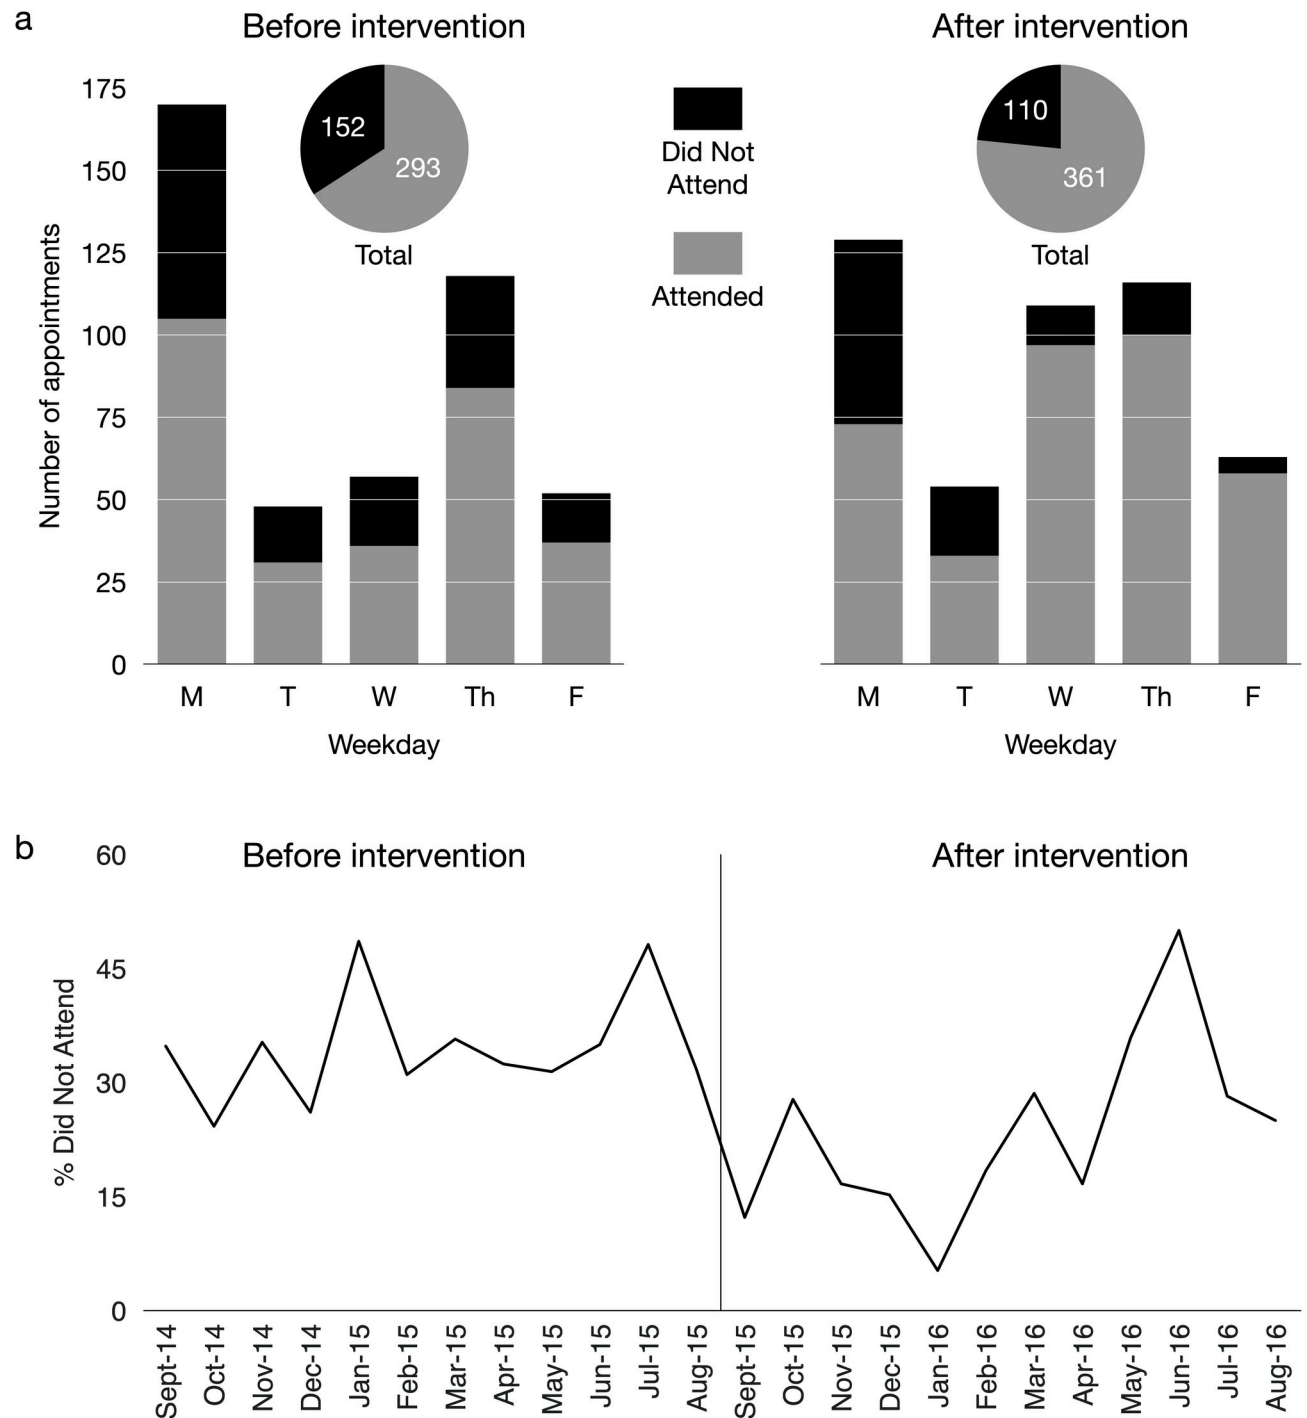 a
Before intervention
After intervention
175
150
125
100
75
50
25
0
Number of appointments
152
293
Total
Did Not
Attend
Attended
110
361
Total
M T W Th F
Weekday
M T W Th F
Weekday
b
Before intervention
After intervention
60
45
30
15
0
% Did Not Attend
Sept-14
Oct-14
Nov-14
Dec-14
Jan-15
Feb-15
Mar-15
Apr-15
May-15
Jun-15
Jul-15
Aug-15
Sept-15
Oct-15
Nov-15
Dec-15
Jan-16
Feb-16
Mar-16
Apr-16
May-16
Jun-16
Jul-16
Aug-16